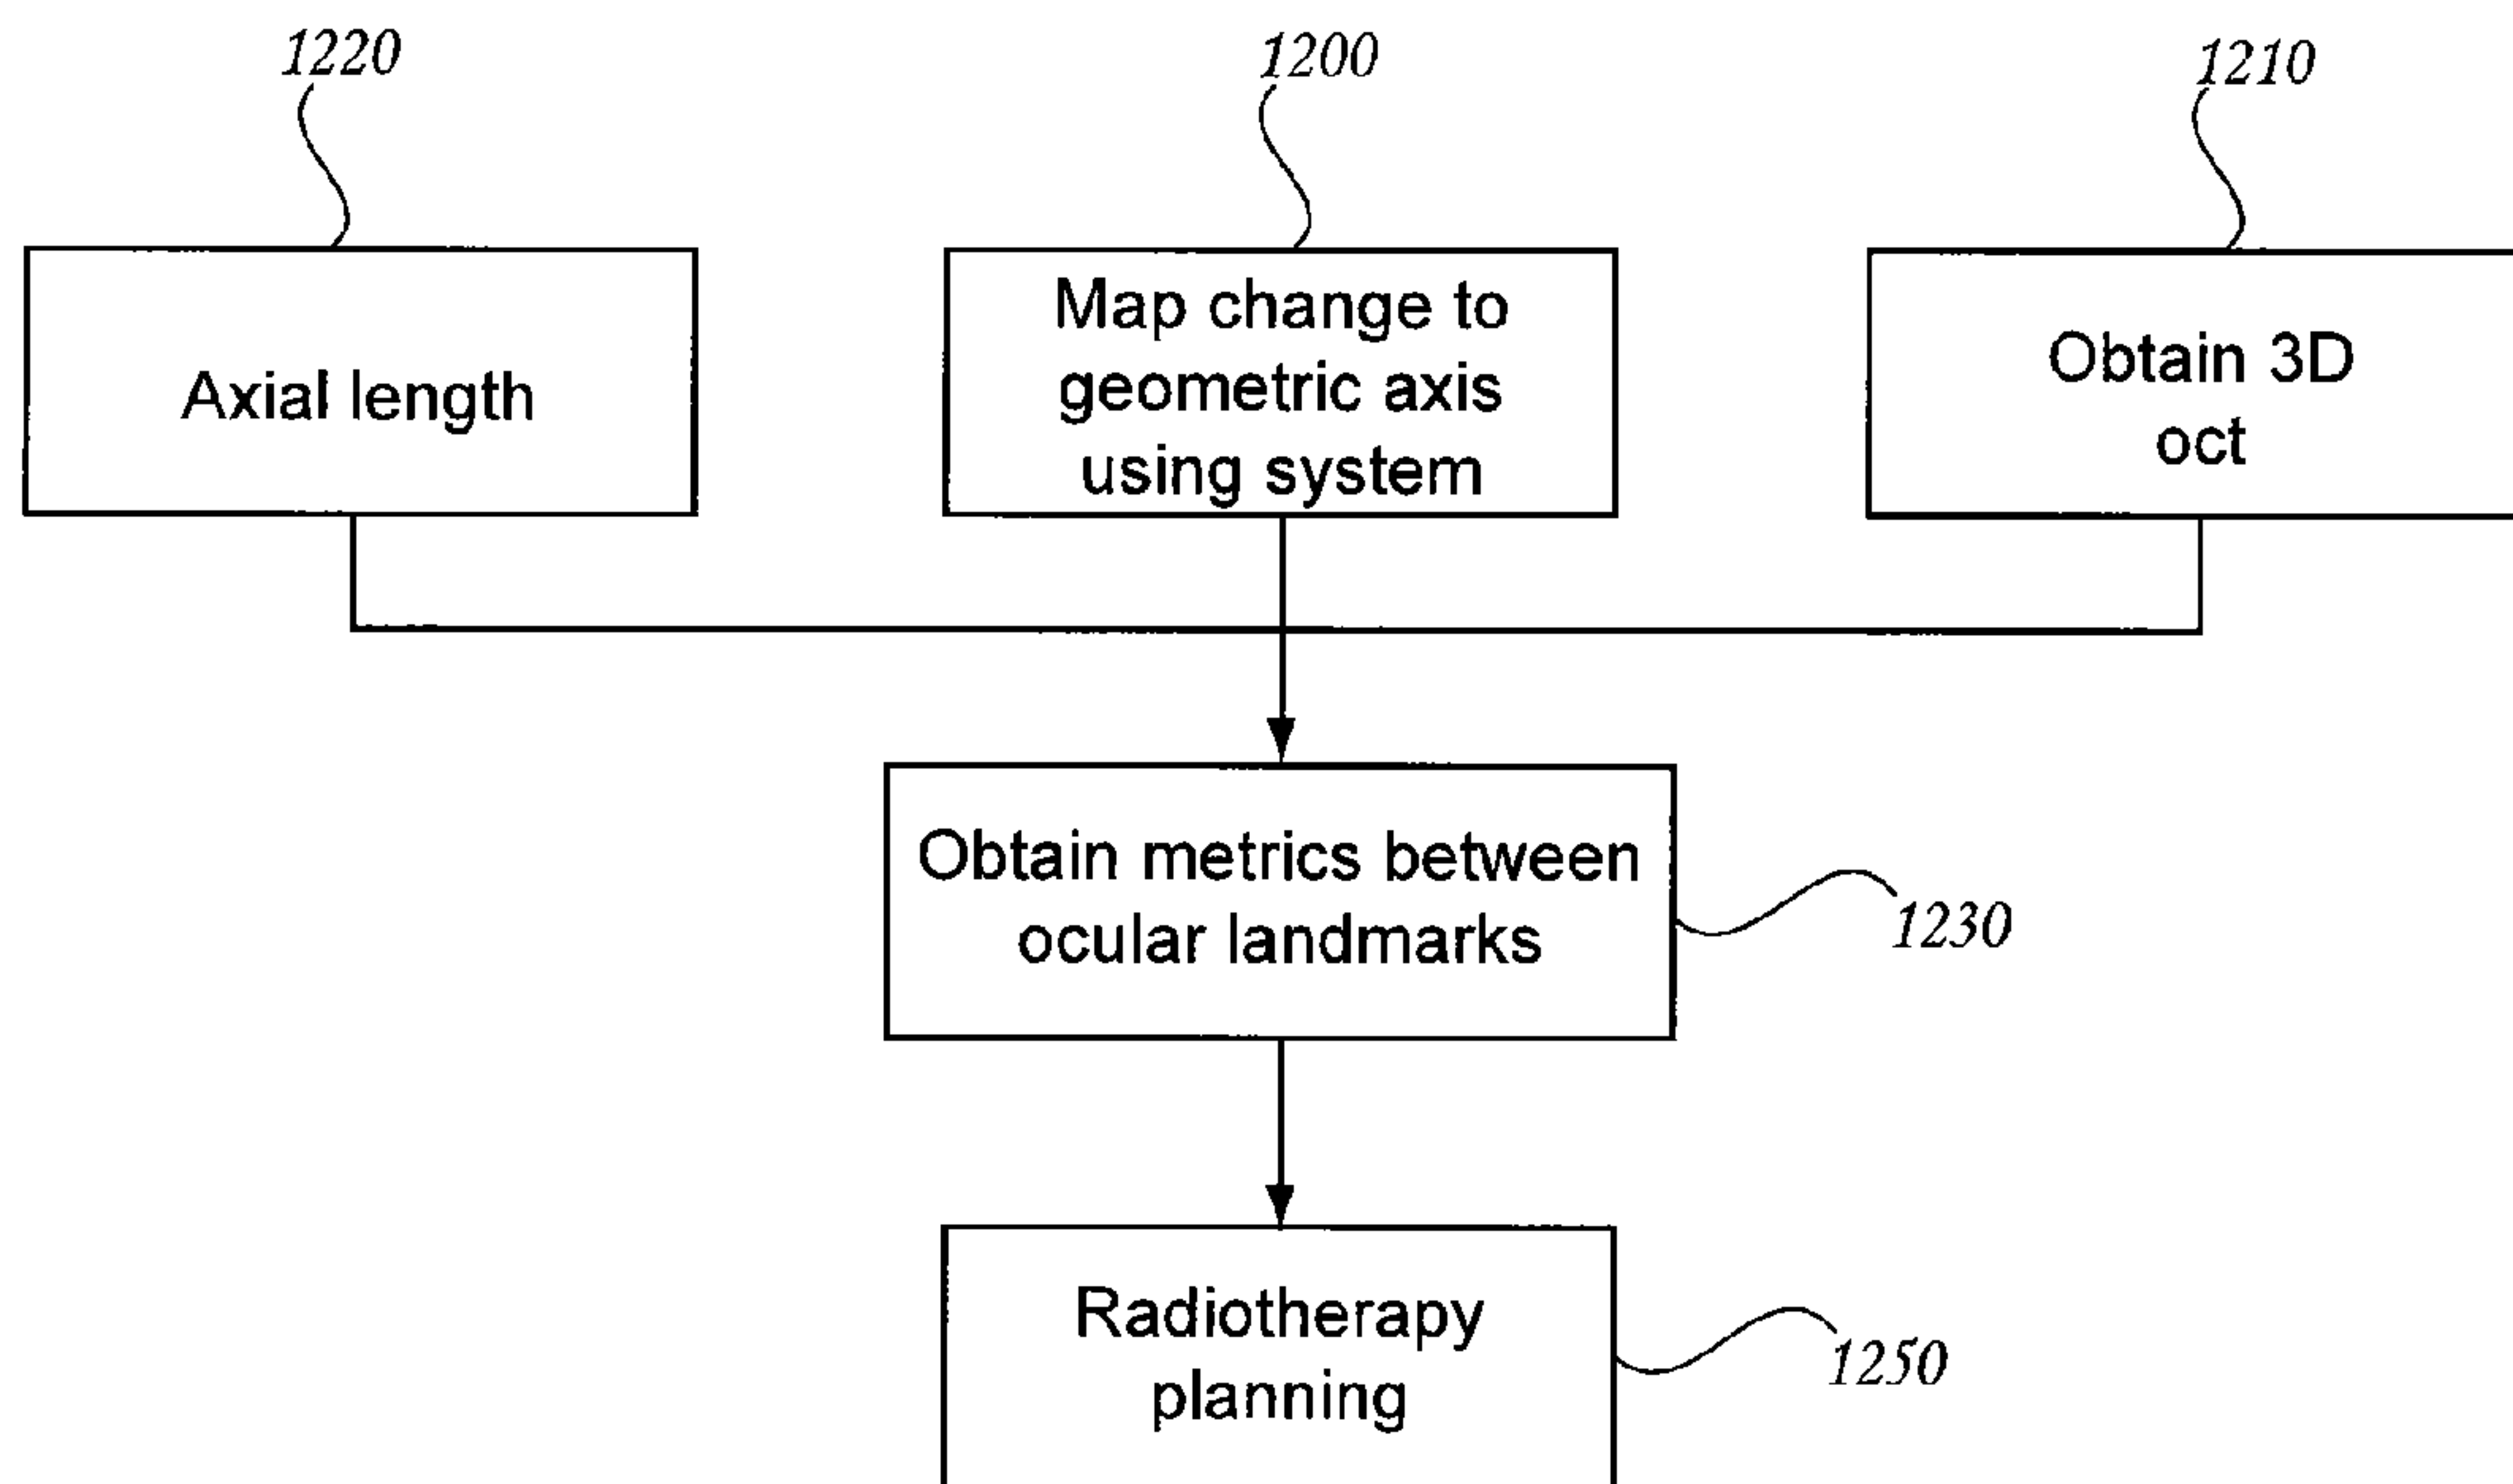 1220
1200
1210
Axial length
Map change to
geometric axis
using system
Obtain 3D
oct
Obtain metrics between
ocular landmarks
1230
Radiotherapy
planning
1250